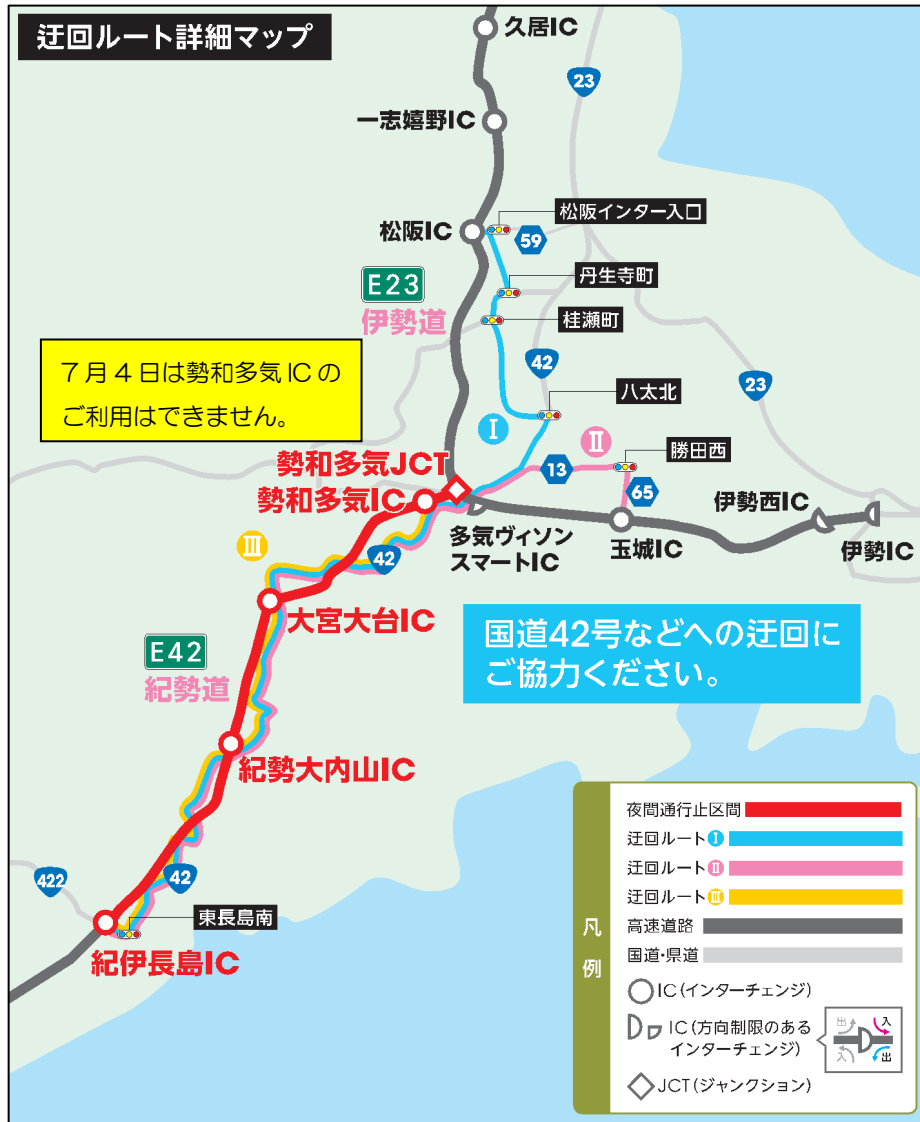 迂回ルート詳細マップ
久居IC
23
一志嬉野IC
松阪インター入口
松阪IC
59
丹生寺町
E23
伊勢道
桂瀬町
7月4日は勢和多気ICの
ご利用はできません。
42
23
八太北
I
II
勢和多気JCT
13
勝田西
勢和多気IC
65
伊勢西IC
多気ヴィソン
スマートIC
玉城IC
伊勢IC
III
42
大宮大台IC
国道42号などへの迂回に
ご協力ください。
E42
紀勢道
紀勢大内山IC
422
42
東長島南
紀伊長島IC
凡例
夜間通行止区間
迂回ルートI
迂回ルートII
迂回ルートIII
高速道路
国道・県道
IC(インターチェンジ)
IC(方向制限のある
インターチェンジ)
出 入
入 出
JCT(ジャンクション)